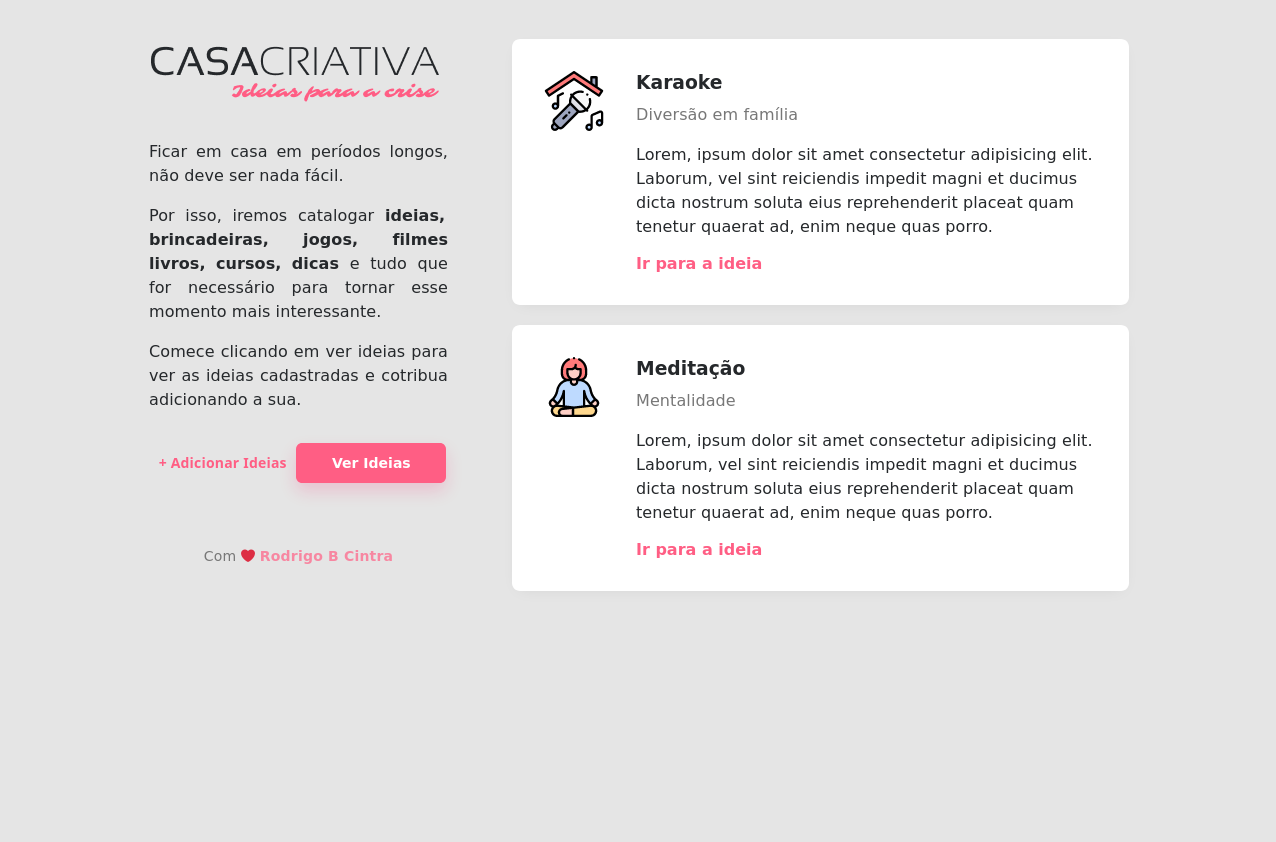 CASACRIATIVA
Ideias para a crise
Ficar em casa em períodos longos,
não deve ser nada fácil.
Por isso, iremos catalogar ideias,
brincadeiras, jogos, filmes
livros, cursos, dicas e tudo que
for necessário para tornar esse
momento mais interessante.
Comece clicando em ver ideias para
ver as ideias cadastradas e cotribua
adicionando a sua.
+ Adicionar Ideias
Ver Ideias
Com ❤ Rodrigo B Cintra
Karaoke
Diversão em família
Lorem, ipsum dolor sit amet consectetur adipisicing elit.
Laborum, vel sint reiciendis impedit magni et ducimus
dicta nostrum soluta eius reprehenderit placeat quam
tenetur quaerat ad, enim neque quas porro.
Ir para a ideia
Meditação
Mentalidade
Lorem, ipsum dolor sit amet consectetur adipisicing elit.
Laborum, vel sint reiciendis impedit magni et ducimus
dicta nostrum soluta eius reprehenderit placeat quam
tenetur quaerat ad, enim neque quas porro.
Ir para a ideia